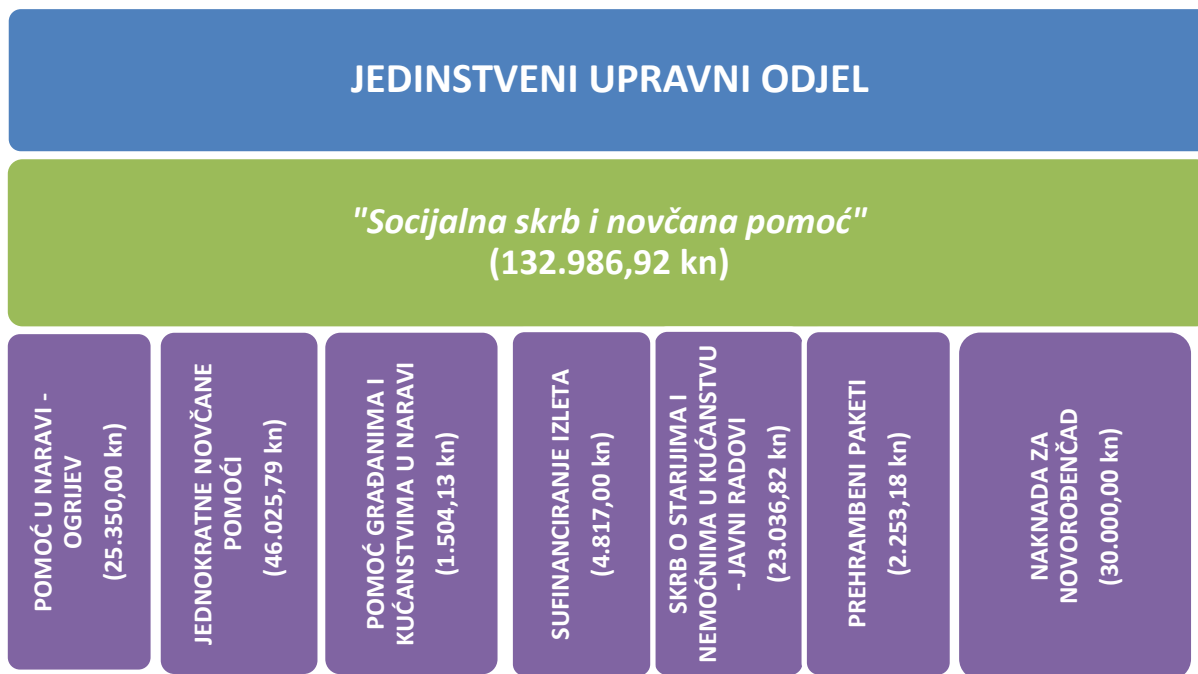 JEDINSTVENI UPRAVNI ODJEL
"Socijalna skrb i novčana pomoć"
(132.986,92 kn)
POMOĆ U NARAVI -
OGRIJEV
(25.350,00 kn)
JEDNOKRATNE NOVČANE
POMOĆI
(46.025,79 kn)
POMOĆ GRAĐANIMA I
KUĆANSTVIMA U NARAVI
(1.504,13 kn)
SUFINANCIRANJE IZLETA
(4.817,00 kn)
SKRB O STARIJIMA I
NEMOĆNIMA U KUĆANSTVU
- JAVNI RADOVI
(23.036,82 kn)
PREHRAMBENI PAKETI
(2.253,18 kn)
NAKNADA ZA
NOVOROĐENČAD
(30.000,00 kn)